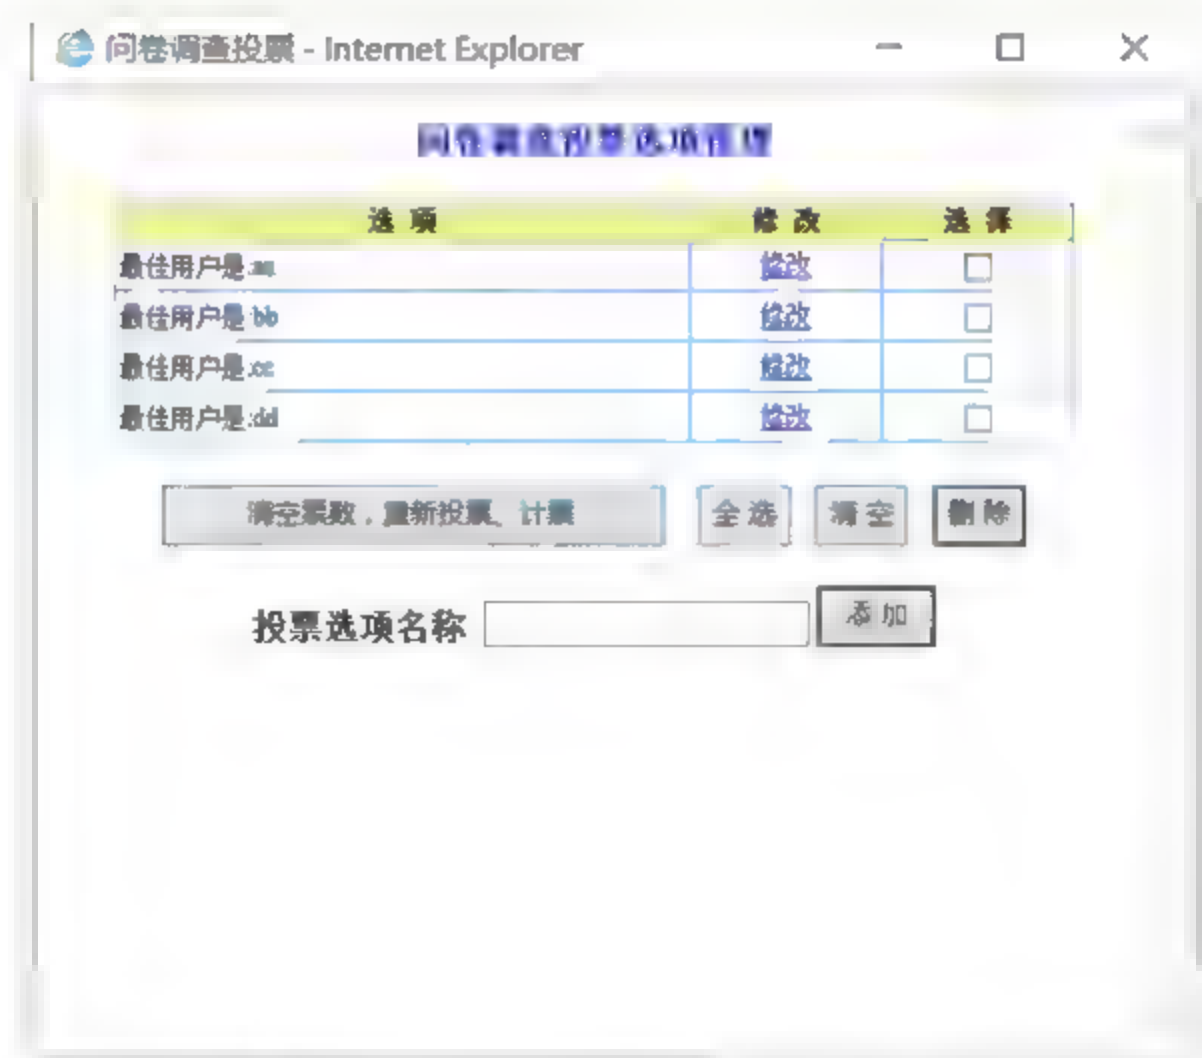 问卷调查投票 - Internet Explorer
问卷调查投票选项管理
选 项 修 改 选 择
最佳用户是:aa 修改
最佳用户是:bb 修改
最佳用户是:cc 修改
最佳用户是:dd 修改
清空票数，重新投票、计票 全 选 清 空 删 除
投票选项名称 添 加